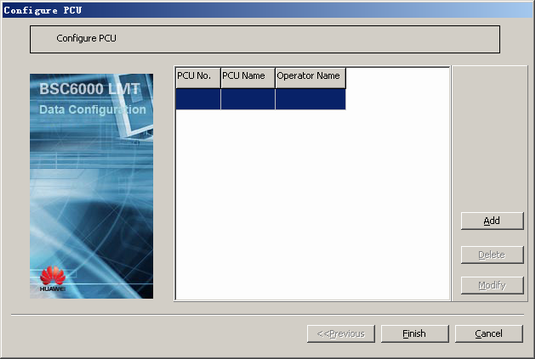 Configure PCU
Configure PCU
BSC6000 LMT
Data Configuration
HUAWEI
PCU No. PCU Name Operator Name
Add
Delete
Modify
<<Previous Finish Cancel